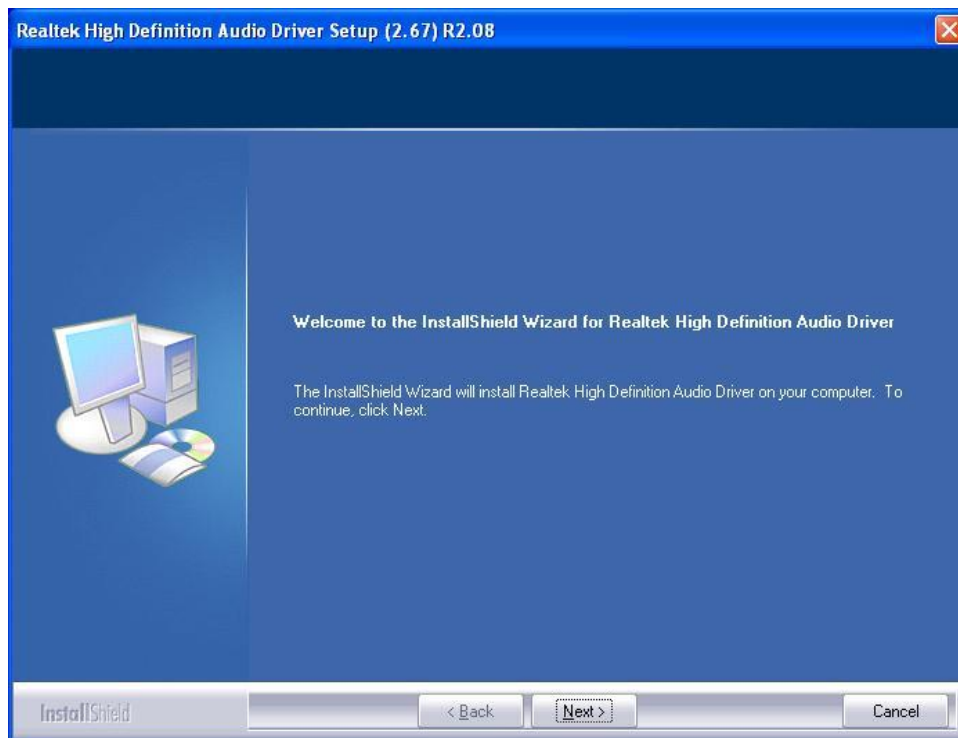 Realtek High Definition Audio Driver Setup (2.67) R2.08
Welcome to the InstallShield Wizard for Realtek High Definition Audio Driver
The InstallShield Wizard will install Realtek High Definition Audio Driver on your computer. To
continue, click Next.
InstallShield
< Back
Next >
Cancel